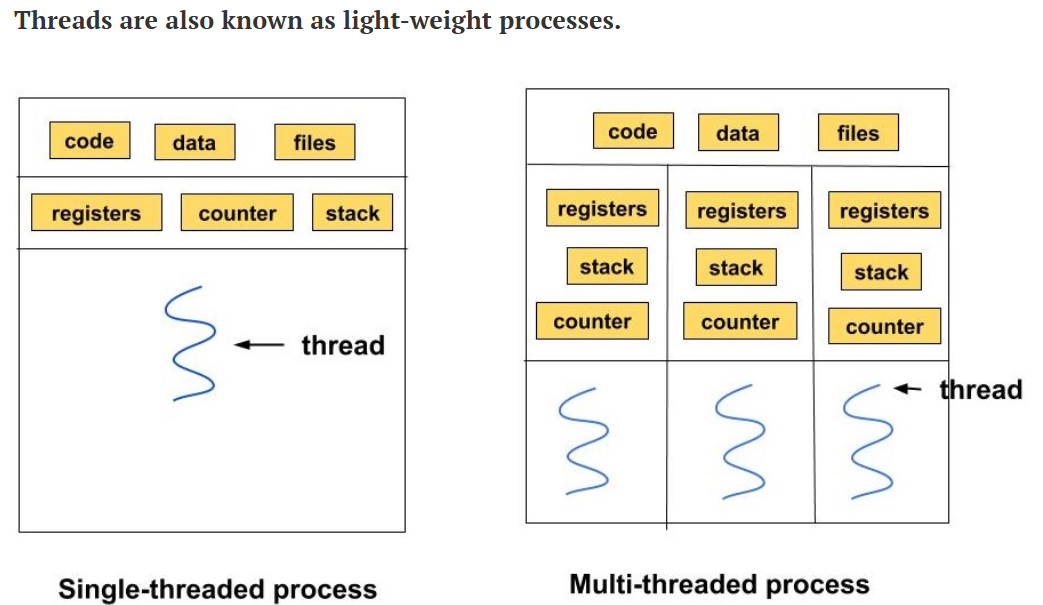 Threads are also known as light-weight processes.
code data files
registers counter stack
thread
Single-threaded process
code data files
registers registers registers
stack stack stack
counter counter counter
thread
Multi-threaded process